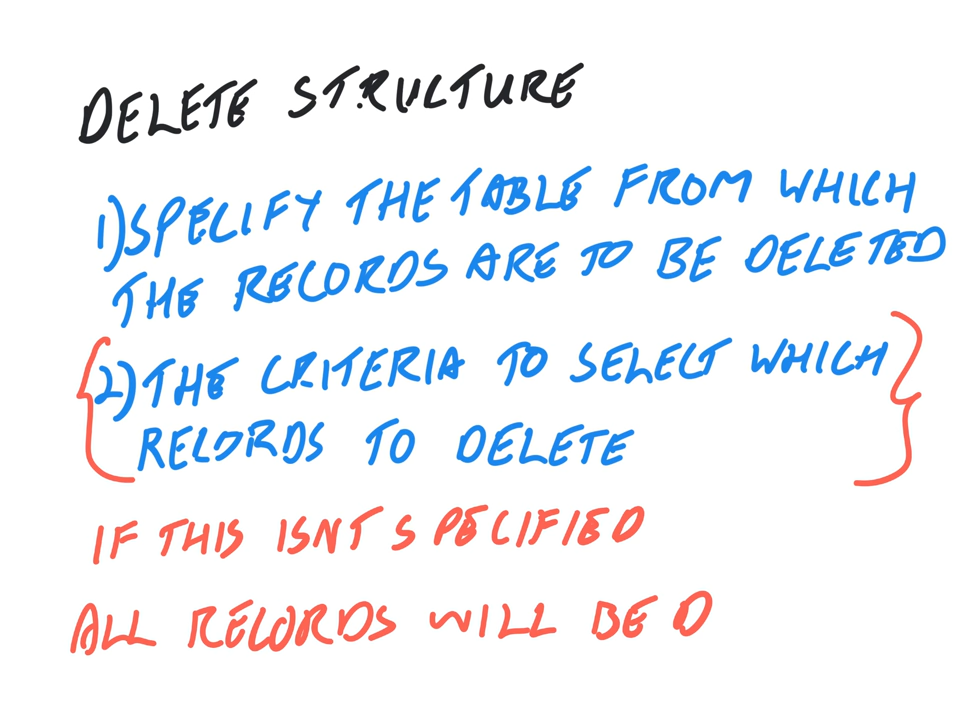 DELETE STRUCTURE
1) SPECIFY THE TABLE FROM WHICH
THE RECORDS ARE TO BE DELETED
2) THE CRITERIA TO SELECT WHICH
RECORDS TO DELETE
IF THIS ISNT SPECIFIED
ALL RECORDS WILL BE D